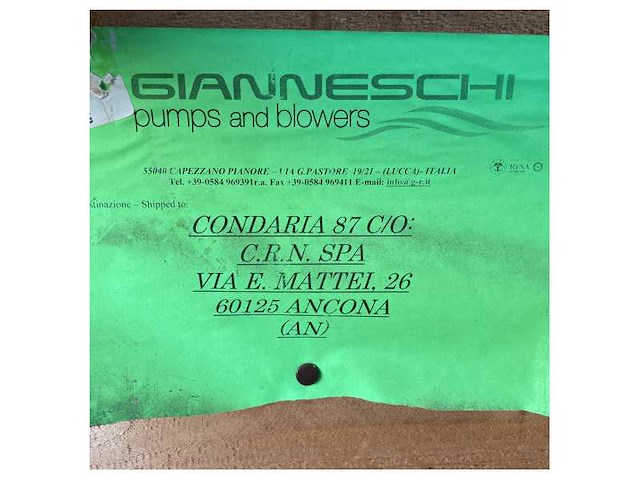 GIANNESCHI
pumps and blowers
55040 CAPEZZANO PIANORE – VIA G.PASTORE 19/21 – (LUCCA)- ITALIA
Tel. +39-0584 969391r.a. Fax +39-0584 969411 E-mail: info@g-r.it
RINA
stinazione – Shipped to:
CONDARIA 87 C/O:
C.R.N. SPA
VIA E. MATTEI, 26
60125 ANCONA
(AN)